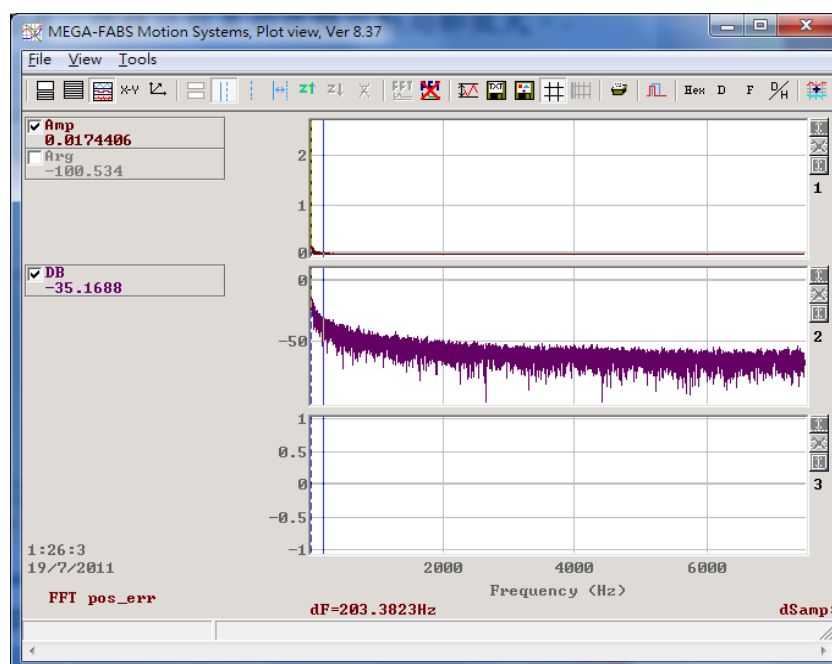 MEGA-FABS Motion Systems, Plot view, Ver 8.37
File View Tools
X-Y FFT Hex D F D/H
Amp
0.0174406
Arg
-100.534
2
1
0
1
DB
-35.1688
0
-50
2
1
0.5
0
-0.5
-1
3
1:26:3
19/7/2011
2000 4000 6000
Frequency (Hz)
FFT pos_err
dF=203.3823Hz
dSamp: